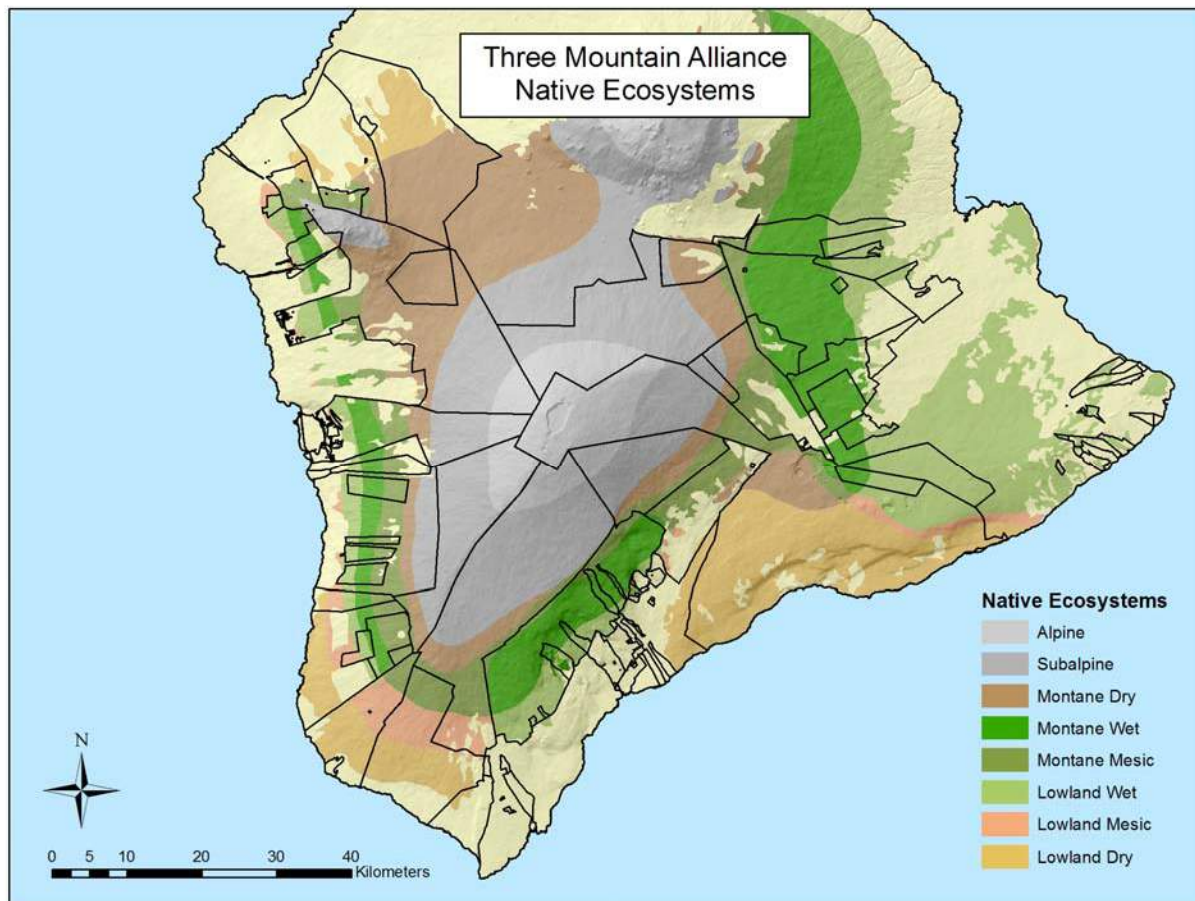 Three Mountain Alliance
Native Ecosystems
Native Ecosystems
Alpine
Subalpine
Montane Dry
Montane Wet
Montane Mesic
Lowland Wet
Lowland Mesic
Lowland Dry
N
0 5 10 20 30 40
Kilometers